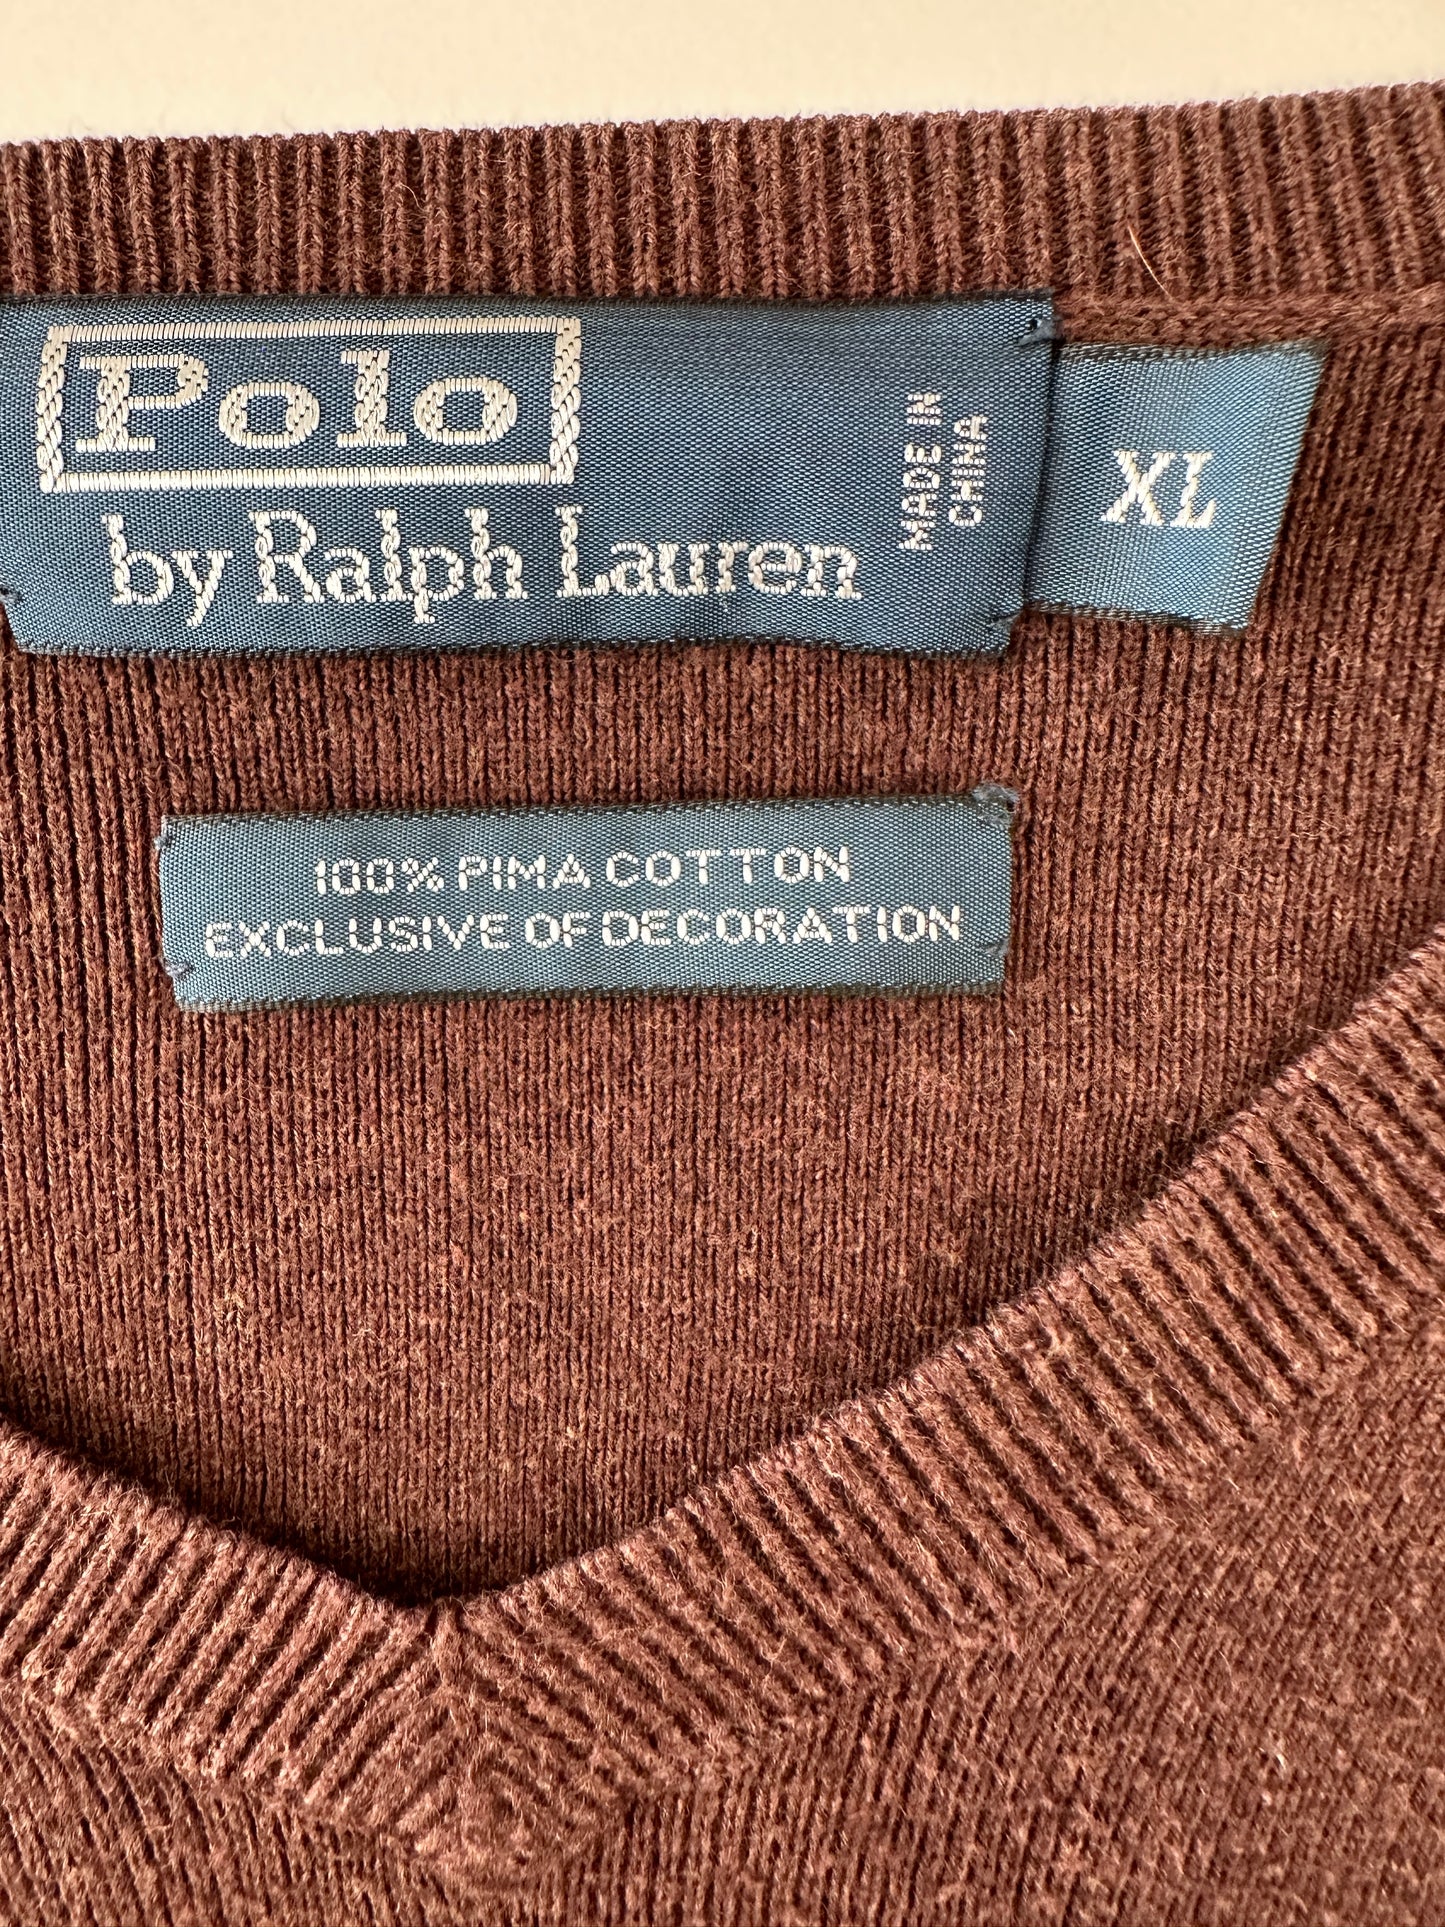 Polo
by Ralph Lauren
MADE IN
CHINA
XL
100% PIMA COTTON
EXCLUSIVE OF DECORATION